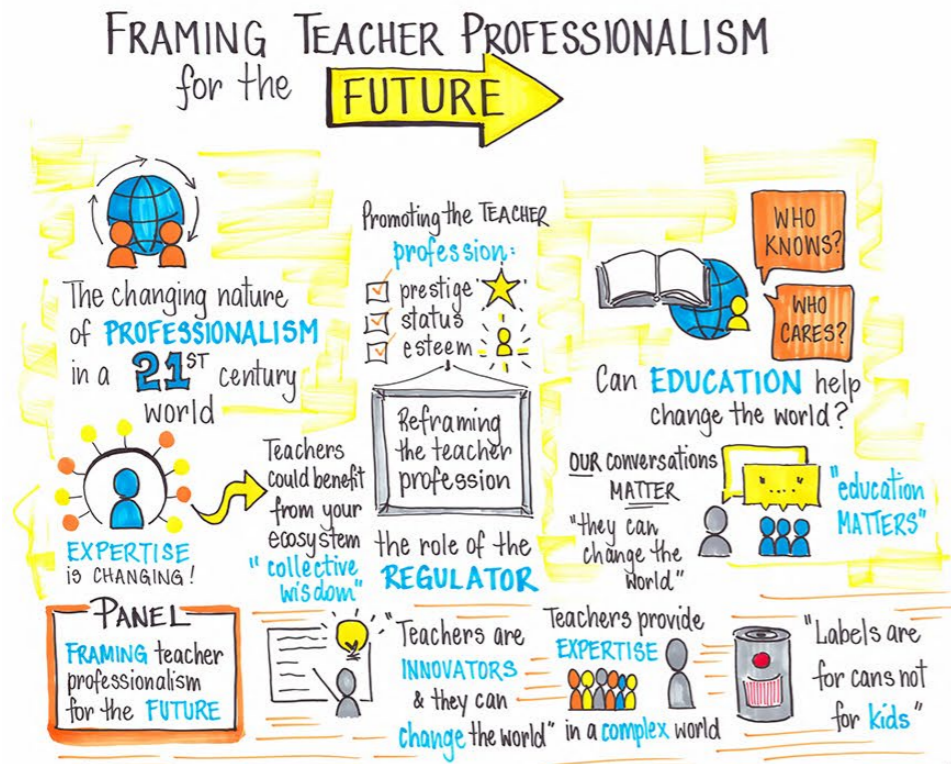 FRAMING TEACHER PROFESSIONALISM
for the FUTURE
The changing nature
of PROFESSIONALISM
in a 21ST century
world
EXPERTISE
is CHANGING!
Teachers
could benefit
from your
ecosystem
"collective
wisdom"
Promoting the TEACHER
profession:
prestige
status
esteem
Reframing
the teacher
profession
the role of the
REGULATOR
WHO
KNOWS?
WHO
CARES?
Can EDUCATION help
change the world?
OUR conversations
MATTER
"they can
change the
world"
"education
MATTERS"
PANEL
FRAMING teacher
professionalism
for the FUTURE
"Teachers are
INNOVATORS
& they can
change the world"
Teachers provide
EXPERTISE
in a complex world
"Labels are
for cans not
for kids"